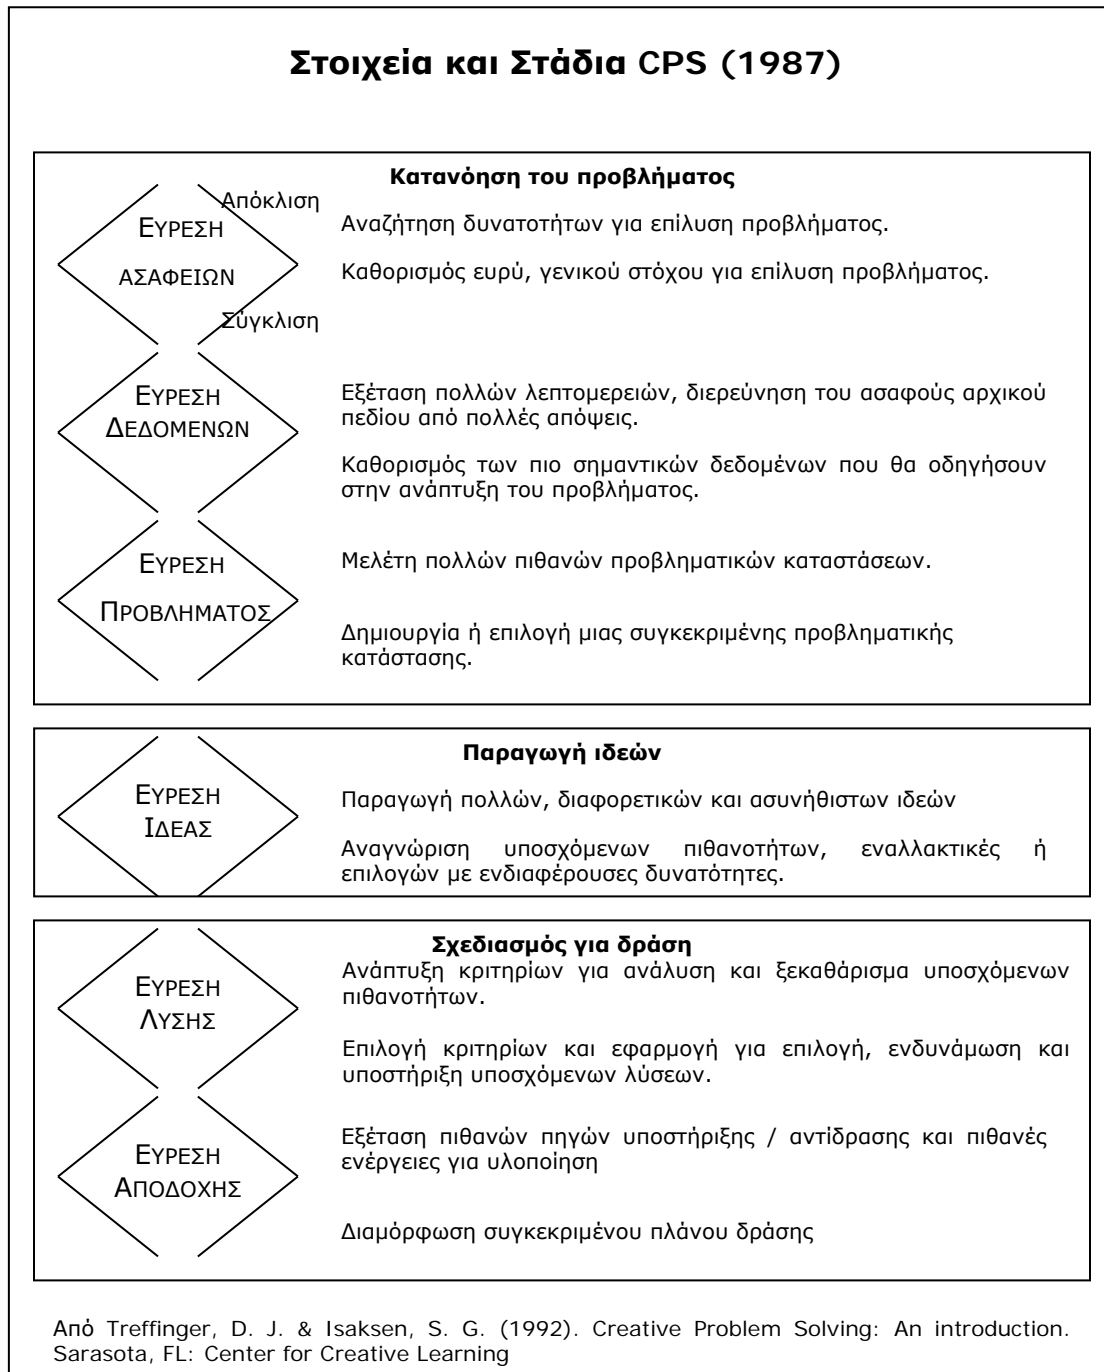 Στοιχεία και Στάδια CPS (1987)
Κατανόηση του προβλήματος
Απόκλιση
ΕΥΡΕΣΗ
ΑΣΑΦΕΙΩΝ
Σύγκλιση
Αναζήτηση δυνατοτήτων για επίλυση προβλήματος.
Καθορισμός ευρύ, γενικού στόχου για επίλυση προβλήματος.
ΕΥΡΕΣΗ
ΔΕΔΟΜΕΝΩΝ
Εξέταση πολλών λεπτομερειών, διερεύνηση του ασαφούς αρχικού
πεδίου από πολλές απόψεις.
Καθορισμός των πιο σημαντικών δεδομένων που θα οδηγήσουν
στην ανάπτυξη του προβλήματος.
ΕΥΡΕΣΗ
ΠΡΟΒΛΗΜΑΤΟΣ
Μελέτη πολλών πιθανών προβληματικών καταστάσεων.
Δημιουργία ή επιλογή μιας συγκεκριμένης προβληματικής
κατάστασης.
Παραγωγή ιδεών
ΕΥΡΕΣΗ
ΙΔΕΑΣ
Παραγωγή πολλών, διαφορετικών και ασυνήθιστων ιδεών
Αναγνώριση υποσχόμενων πιθανοτήτων, εναλλακτικές ή
επιλογών με ενδιαφέρουσες δυνατότητες.
Σχεδιασμός για δράση
ΕΥΡΕΣΗ
ΛΥΣΗΣ
Ανάπτυξη κριτηρίων για ανάλυση και ξεκαθάρισμα υποσχόμενων
πιθανοτήτων.
Επιλογή κριτηρίων και εφαρμογή για επιλογή, ενδυνάμωση και
υποστήριξη υποσχόμενων λύσεων.
ΕΥΡΕΣΗ
ΑΠΟΔΟΧΗΣ
Εξέταση πιθανών πηγών υποστήριξης / αντίδρασης και πιθανές
ενέργειες για υλοποίηση
Διαμόρφωση συγκεκριμένου πλάνου δράσης
Από Treffinger, D. J. & Isaksen, S. G. (1992). Creative Problem Solving: An introduction.
Sarasota, FL: Center for Creative Learning